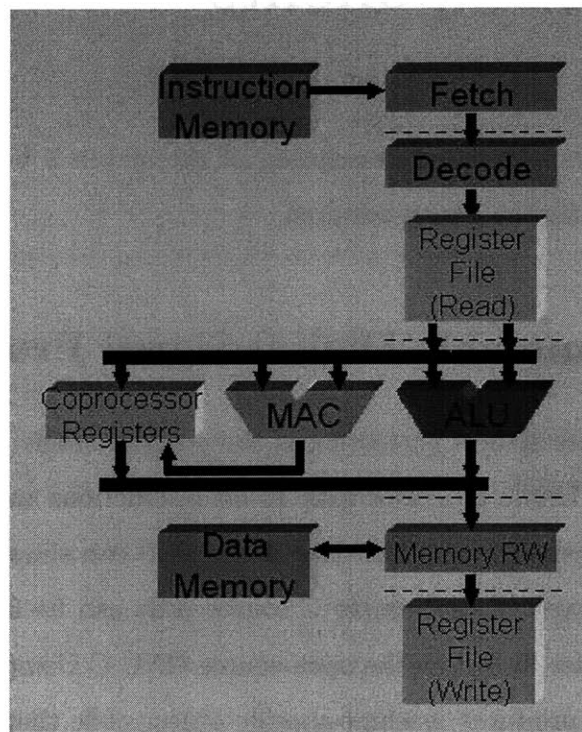 Instruction
Memory
Fetch
Decode
Register
File
(Read)
Coprocessor
Registers
MAC
ALU
Data
Memory
Memory RW
Register
File
(Write)